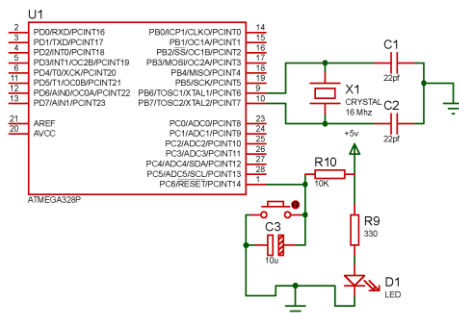 U1
2 PD0/RXD/PCINT16
3 PD1/TXD/PCINT17
4 PD2/INT0/PCINT18
5 PD3/INT1/OC2B/PCINT19
6 PD4/T0/XCK/PCINT20
11 PD5/T1/OC0B/PCINT21
12 PD6/AIN0/OC0A/PCINT22
13 PD7/AIN1/PCINT23
21 AREF
20 AVCC
PB0/ICP1/CLKO/PCINT0 14
PB1/OC1A/PCINT1 15
PB2/SS/OC1B/PCINT2 16
PB3/MOSI/OC2A/PCINT3 17
PB4/MISO/PCINT4 18
PB5/SCK/PCINT5 19
PB6/TOSC1/XTAL1/PCINT6 9
PB7/TOSC2/XTAL2/PCINT7 10
PC0/ADC0/PCINT8 23
PC1/ADC1/PCINT9 24
PC2/ADC2/PCINT10 25
PC3/ADC3/PCINT11 26
PC4/ADC4/SDA/PCINT12 27
PC5/ADC5/SCL/PCINT13 28
PC6/RESET/PCINT14 1
ATMEGA328P
C1
22pf
X1
CRYSTAL
16 Mhz
C2
22pf
+5v
R10
10K
C3
10u
R9
330
D1
LED